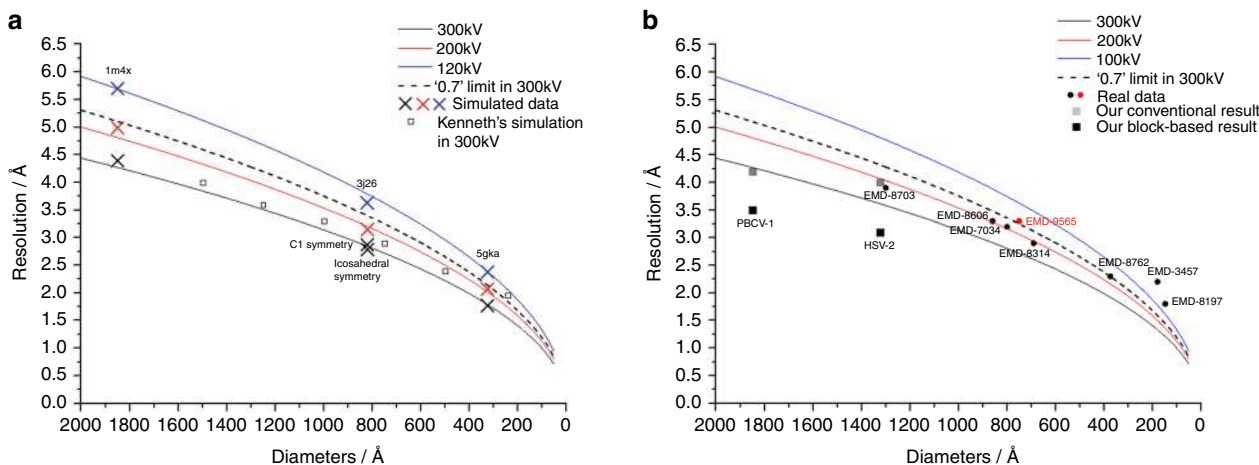 a
300kV
200kV
120kV
'0.7' limit in 300kV
Simulated data
Kenneth's simulation
in 300kV
6.5
6.0
5.5
5.0
4.5
4.0
3.5
3.0
2.5
2.0
1.5
1.0
0.5
0.0
Resolution / Å
1m4x
3j26
C1 symmetry
Icosahedral
symmetry
5gka
2000 1800 1600 1400 1200 1000 800 600 400 200 0
Diameters / Å
b
300kV
200kV
100kV
'0.7' limit in 300kV
Real data
Our conventional result
Our block-based result
6.5
6.0
5.5
5.0
4.5
4.0
3.5
3.0
2.5
2.0
1.5
1.0
0.5
0.0
Resolution / Å
EMD-8703
PBCV-1
HSV-2
EMD-8606
EMD-9565
EMD-7034
EMD-8314
EMD-8762
EMD-3457
EMD-8197
2000 1800 1600 1400 1200 1000 800 600 400 200 0
Diameters / Å